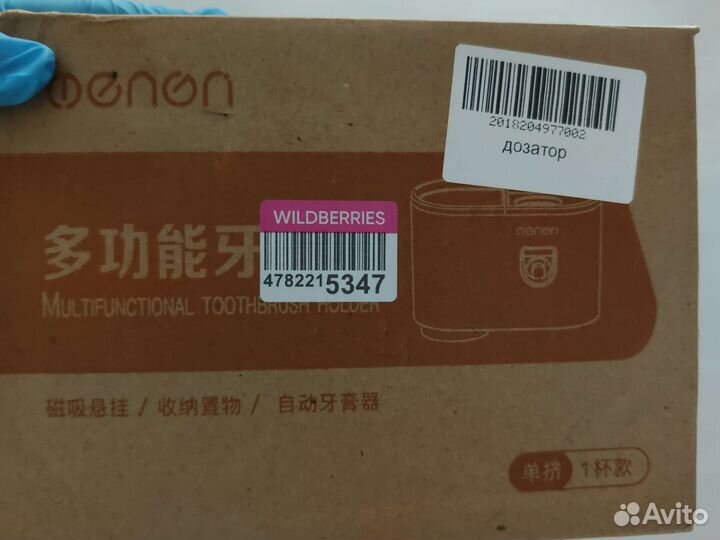 oenon
2018204977002
дозатор
WILDBERRIES
4782215347
oenon
多功能牙
MULTIFUNCTIONAL TOOTHBRUSH HOLDER
磁吸悬挂 / 收纳置物 / 自动牙膏器
单挤 1杯款
Avito